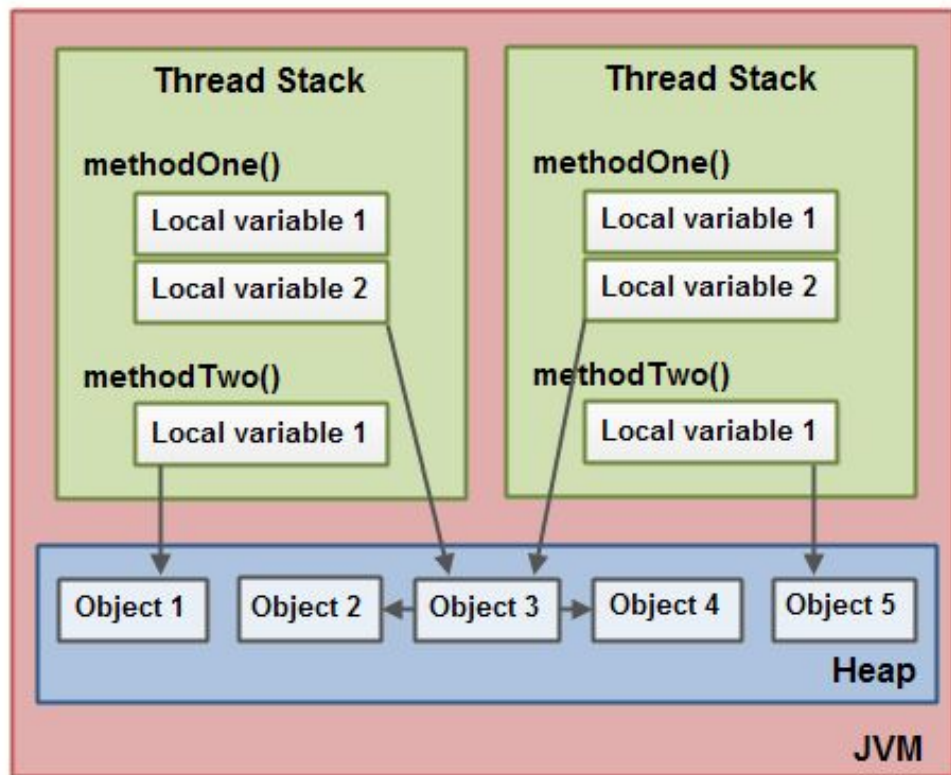 Thread Stack
methodOne()
Local variable 1
Local variable 2
methodTwo()
Local variable 1
Thread Stack
methodOne()
Local variable 1
Local variable 2
methodTwo()
Local variable 1
Object 1
Object 2
Object 3
Object 4
Object 5
Heap
JVM